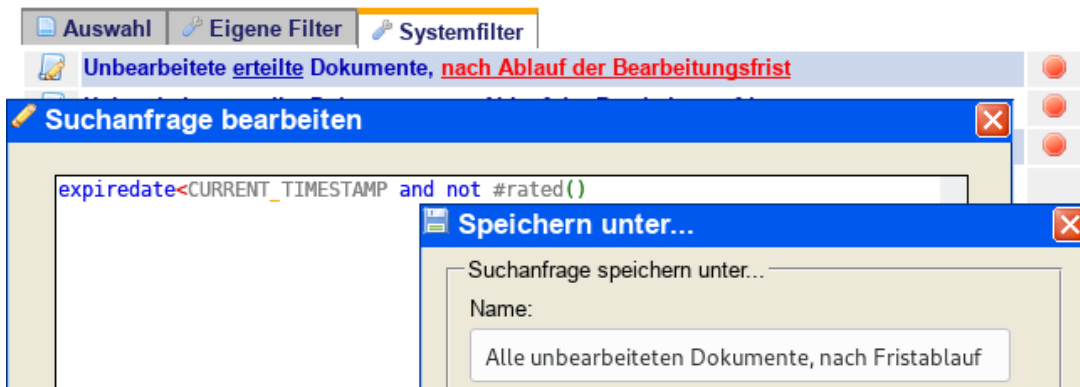 Auswahl Eigene Filter Systemfilter
Unbearbeitete erteilte Dokumente, nach Ablauf der Bearbeitungsfrist
Suchanfrage bearbeiten
expiredate<CURRENT_TIMESTAMP and not #rated()
Speichern unter...
Suchanfrage speichern unter...
Name:
Alle unbearbeiteten Dokumente, nach Fristablauf